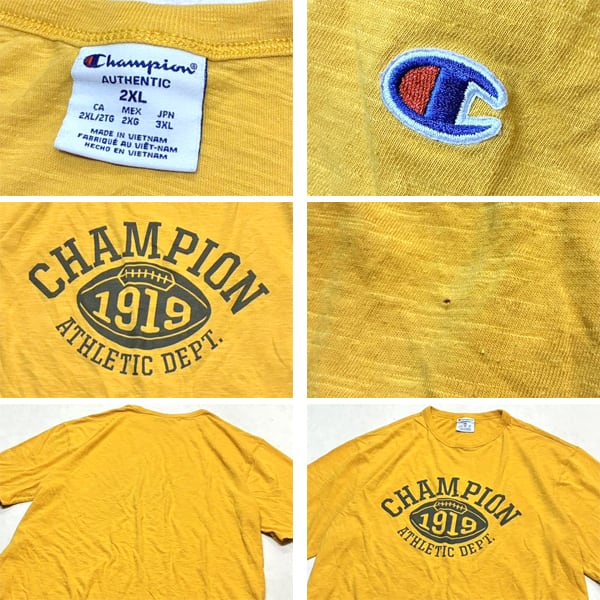 Champion®
AUTHENTIC
2XL
CA MEX JPN
2XL/2TG 2XG 3XL
MADE IN VIETNAM
FABRIQUÉ AU VIÊT-NAM
HECHO EN VIETNAM
CHAMPION
1919
ATHLETIC DEPT.
Champion
CHAMPION
1919
ATHLETIC DEPT.